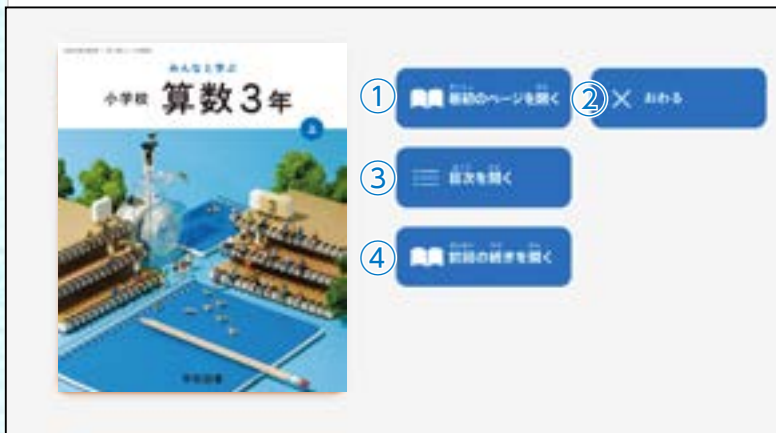 みんなと学ぶ
小学校 算数3年
上
① 最初のページを開く
② おわる
③ 目次を開く
④ 前回の続きを開く
学校図書